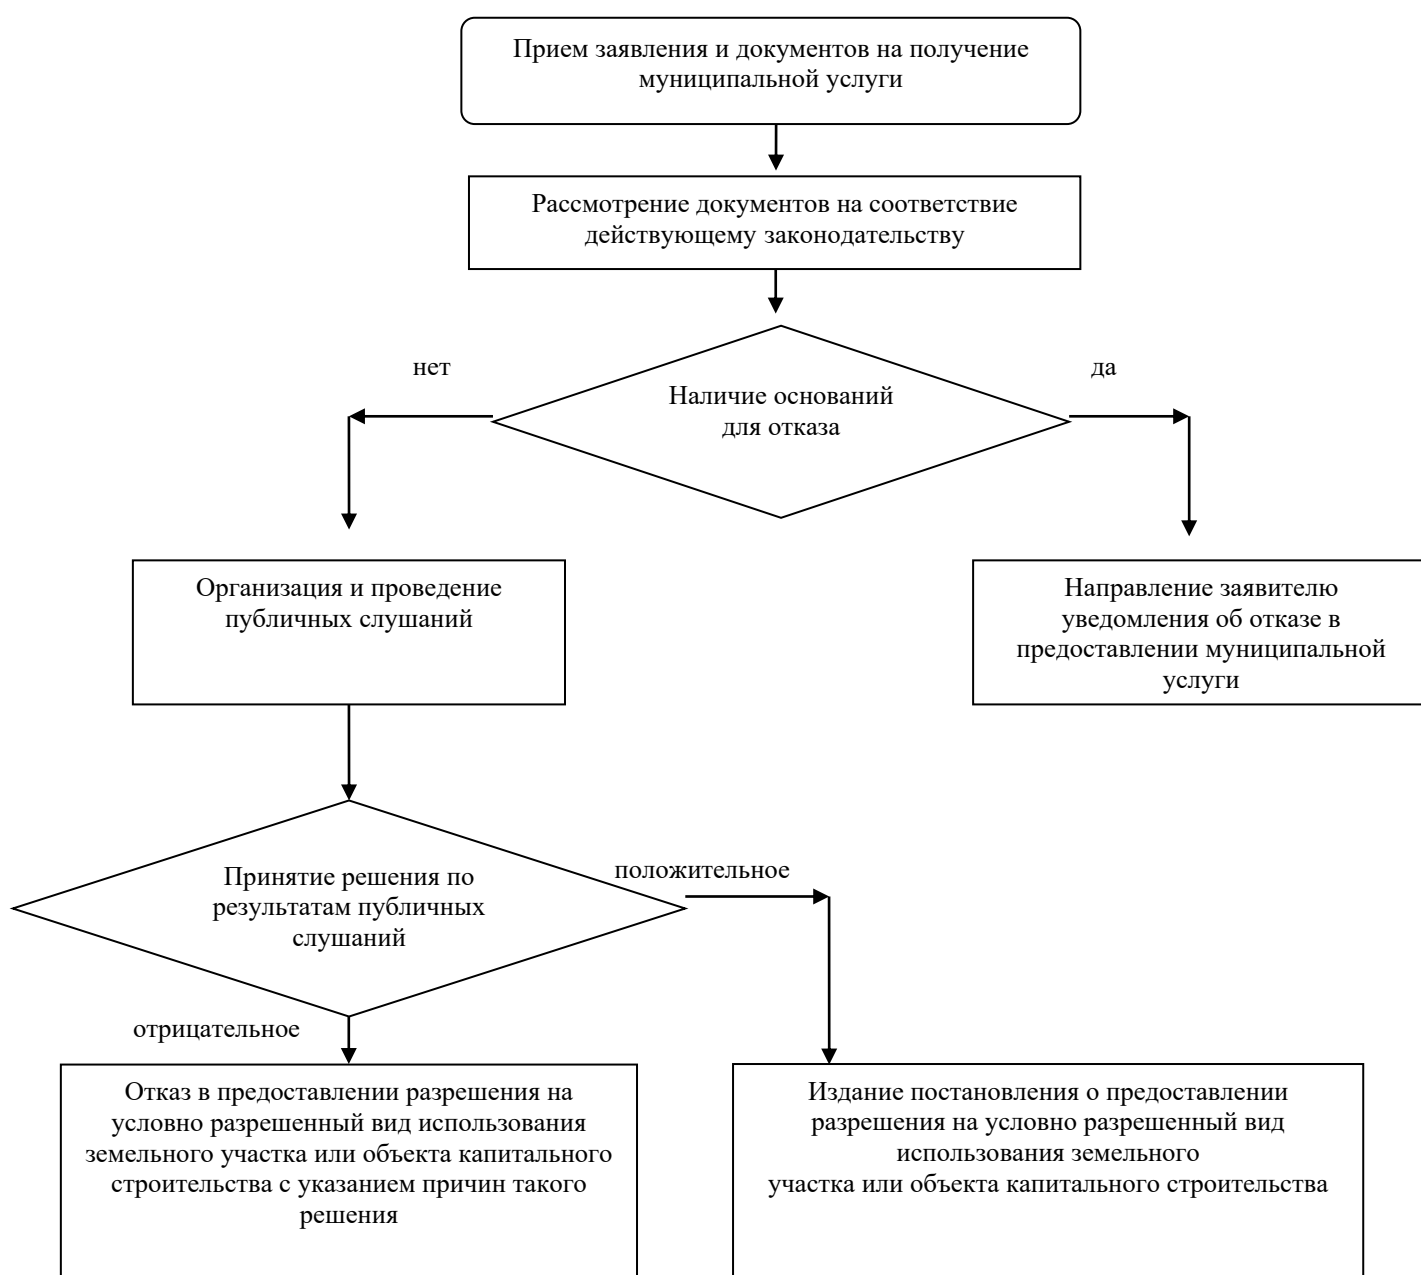 Прием заявления и документов на получение
муниципальной услуги
Рассмотрение документов на соответствие
действующему законодательству
нет
да
Наличие оснований
для отказа
Организация и проведение
публичных слушаний
Направление заявителю
уведомления об отказе в
предоставлении муниципальной
услуги
Принятие решения по
результатам публичных
слушаний
положительное
отрицательное
Отказ в предоставлении разрешения на
условно разрешенный вид использования
земельного участка или объекта капитального
строительства с указанием причин такого
решения
Издание постановления о предоставлении
разрешения на условно разрешенный вид
использования земельного
участка или объекта капитального строительства